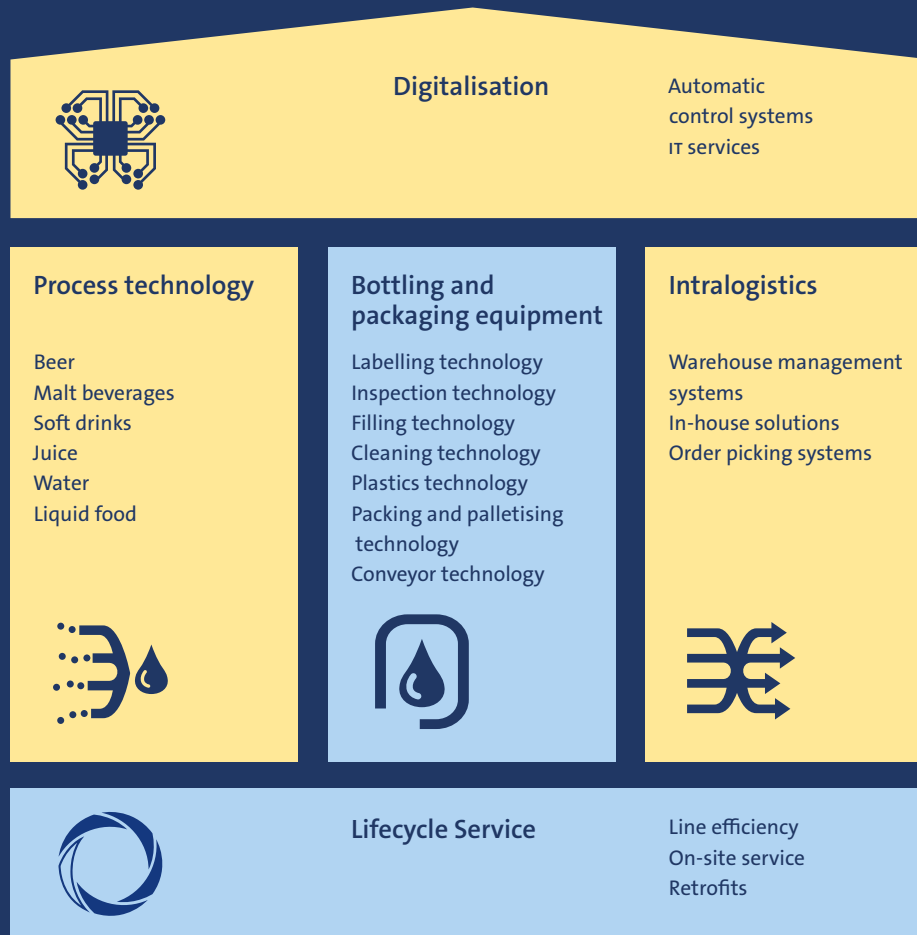 Digitalisation
Automatic
control systems
IT services
Process technology
Beer
Malt beverages
Soft drinks
Juice
Water
Liquid food
Bottling and
packaging equipment
Labelling technology
Inspection technology
Filling technology
Cleaning technology
Plastics technology
Packing and palletising
technology
Conveyor technology
Intralogistics
Warehouse management
systems
In-house solutions
Order picking systems
Lifecycle Service
Line efficiency
On-site service
Retrofits